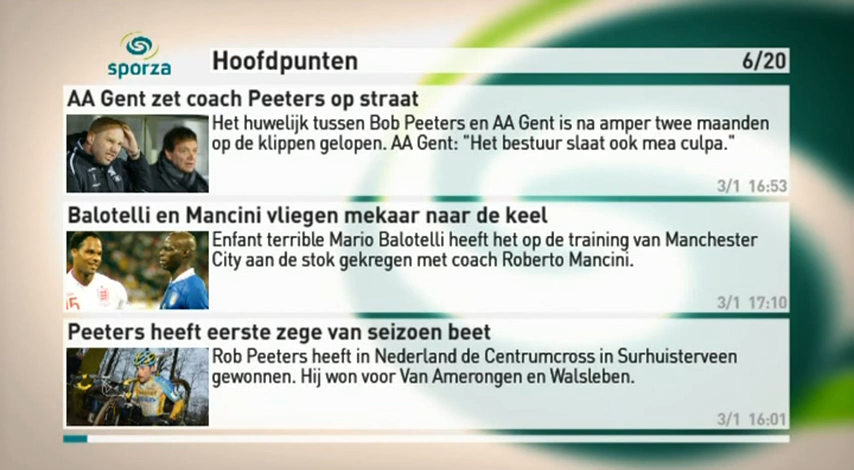 sporza
Hoofdpunten
6/20
AA Gent zet coach Peeters op straat
Het huwelijk tussen Bob Peeters en AA Gent is na amper twee maanden
op de klippen gelopen. AA Gent: "Het bestuur slaat ook mea culpa."
3/1 16:53
Balotelli en Mancini vliegen mekaar naar de keel
Enfant terrible Mario Balotelli heeft het op de training van Manchester
City aan de stok gekregen met coach Roberto Mancini.
3/1 17:10
15
Peeters heeft eerste zege van seizoen beet
Rob Peeters heeft in Nederland de Centrumcross in Surhuisterveen
gewonnen. Hij won voor Van Amerongen en Walsleben.
3/1 16:01